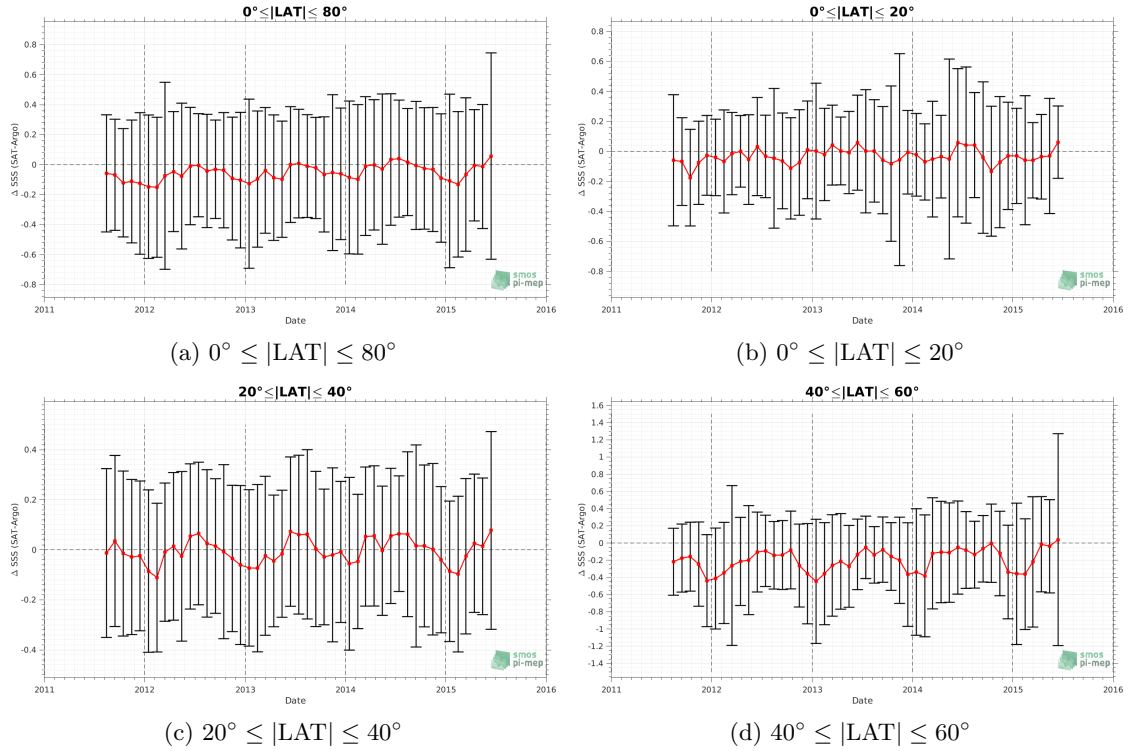 0°≤|LAT|≤ 80°
Δ SSS (SAT-Argo)
0.8
0.6
0.4
0.2
0
-0.2
-0.4
-0.6
-0.8
2011 2012 2013 2014 2015 2016
Date
smos
pi-mep
(a) 0° ≤ |LAT| ≤ 80°
0°≤|LAT|≤ 20°
Δ SSS (SAT-Argo)
0.8
0.6
0.4
0.2
0
-0.2
-0.4
-0.6
-0.8
2011 2012 2013 2014 2015 2016
Date
smos
pi-mep
(b) 0° ≤ |LAT| ≤ 20°
20°≤|LAT|≤ 40°
Δ SSS (SAT-Argo)
0.4
0.2
0
-0.2
-0.4
2011 2012 2013 2014 2015 2016
Date
smos
pi-mep
(c) 20° ≤ |LAT| ≤ 40°
40°≤|LAT|≤ 60°
Δ SSS (SAT-Argo)
1.6
1.4
1.2
1
0.8
0.6
0.4
0.2
0
-0.2
-0.4
-0.6
-0.8
-1
-1.2
-1.4
2011 2012 2013 2014 2015 2016
Date
smos
pi-mep
(d) 40° ≤ |LAT| ≤ 60°